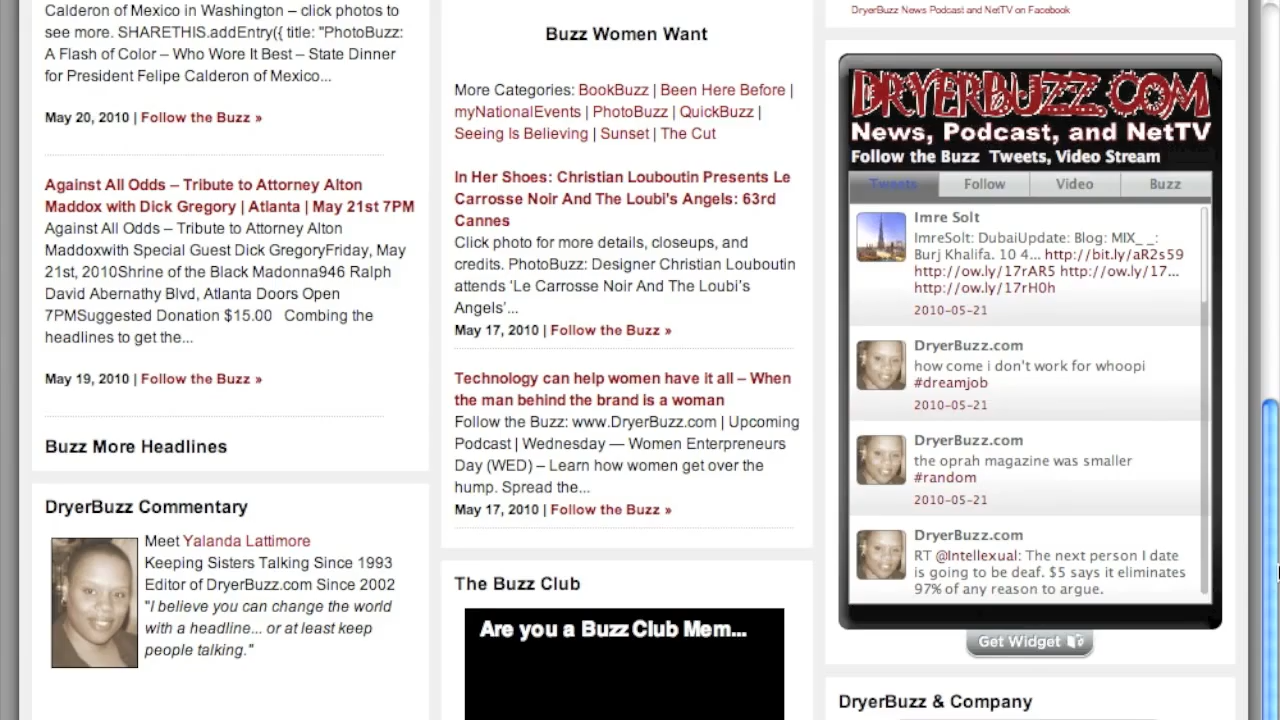 Calderon of Mexico in Washington – click photos to
see more. SHARETHIS.addEntry({ title: "PhotoBuzz:
A Flash of Color – Who Wore It Best – State Dinner
for President Felipe Calderon of Mexico...
May 20, 2010 | Follow the Buzz »
Against All Odds – Tribute to Attorney Alton
Maddox with Dick Gregory | Atlanta | May 21st 7PM
Against All Odds – Tribute to Attorney Alton
Maddoxwith Special Guest Dick GregoryFriday, May
21st, 2010Shrine of the Black Madonna946 Ralph
David Abernathy Blvd, Atlanta Doors Open
7PMSuggested Donation $15.00   Combing the
headlines to get the...
May 19, 2010 | Follow the Buzz »
Buzz More Headlines
DryerBuzz Commentary
Meet Yalanda Lattimore
Keeping Sisters Talking Since 1993
Editor of DryerBuzz.com Since 2002
"I believe you can change the world
with a headline... or at least keep
people talking."
Buzz Women Want
More Categories: BookBuzz | Been Here Before |
myNationalEvents | PhotoBuzz | QuickBuzz |
Seeing Is Believing | Sunset | The Cut
In Her Shoes: Christian Louboutin Presents Le
Carrosse Noir And The Loubi's Angels: 63rd
Cannes
Click photo for more details, closeups, and
credits. PhotoBuzz: Designer Christian Louboutin
attends 'Le Carrosse Noir And The Loubi's
Angels'...
May 17, 2010 | Follow the Buzz »
Technology can help women have it all – When
the man behind the brand is a woman
Follow the Buzz: www.DryerBuzz.com | Upcoming
Podcast | Wednesday — Women Enterpreneurs
Day (WED) – Learn how women get over the
hump. Spread the...
May 17, 2010 | Follow the Buzz »
The Buzz Club
Are you a Buzz Club Mem...
DryerBuzz News Podcast and NetTV on Facebook
DRYERBUZZ.COM
News, Podcast, and NetTV
Follow the Buzz  Tweets, Video Stream
Tweets Follow Video Buzz
Imre Solt
ImreSolt: DubaiUpdate: Blog: MIX_ _:
Burj Khalifa. 10 4... http://bit.ly/aR2s59
http://ow.ly/17rAR5 http://ow.ly/17...
http://ow.ly/17rH0h
2010-05-21
DryerBuzz.com
how come i don't work for whoopi
#dreamjob
2010-05-21
DryerBuzz.com
the oprah magazine was smaller
#random
2010-05-21
DryerBuzz.com
RT @Intellexual: The next person I date
is going to be deaf. $5 says it eliminates
97% of any reason to argue.
Get Widget
DryerBuzz & Company